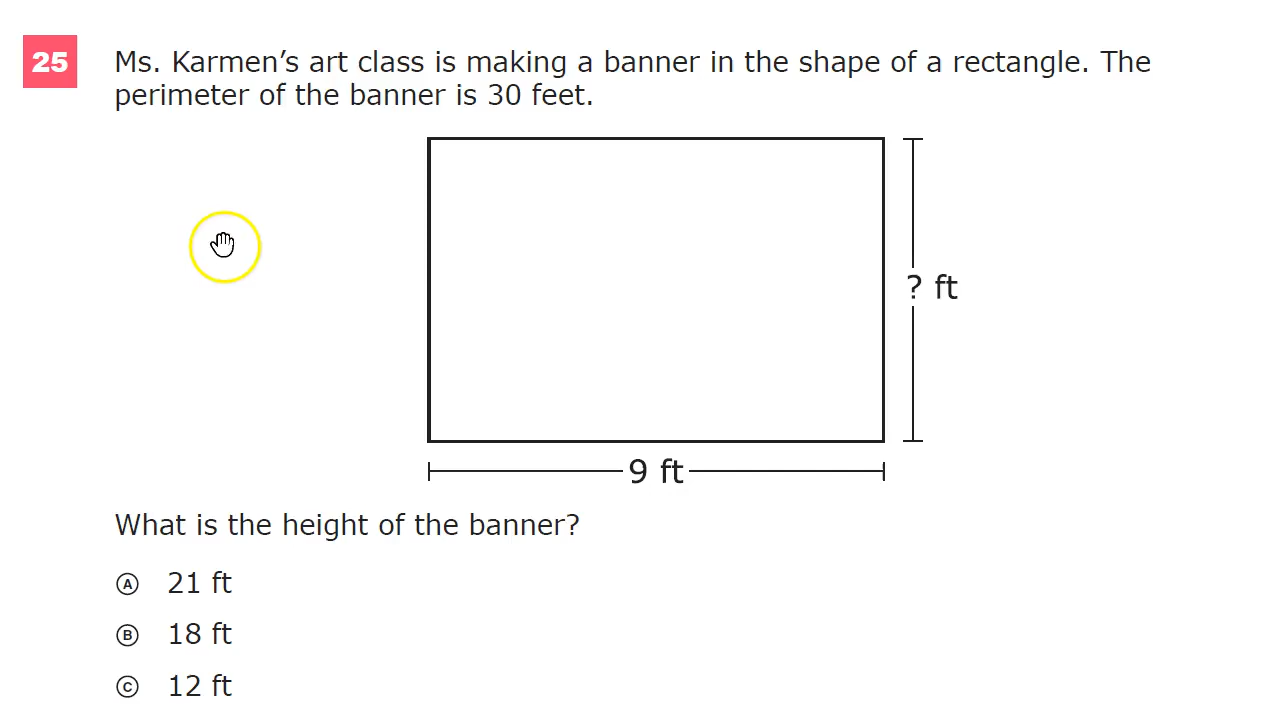 25
Ms. Karmen’s art class is making a banner in the shape of a rectangle. The
perimeter of the banner is 30 feet.
? ft
9 ft
What is the height of the banner?
A 21 ft
B 18 ft
C 12 ft